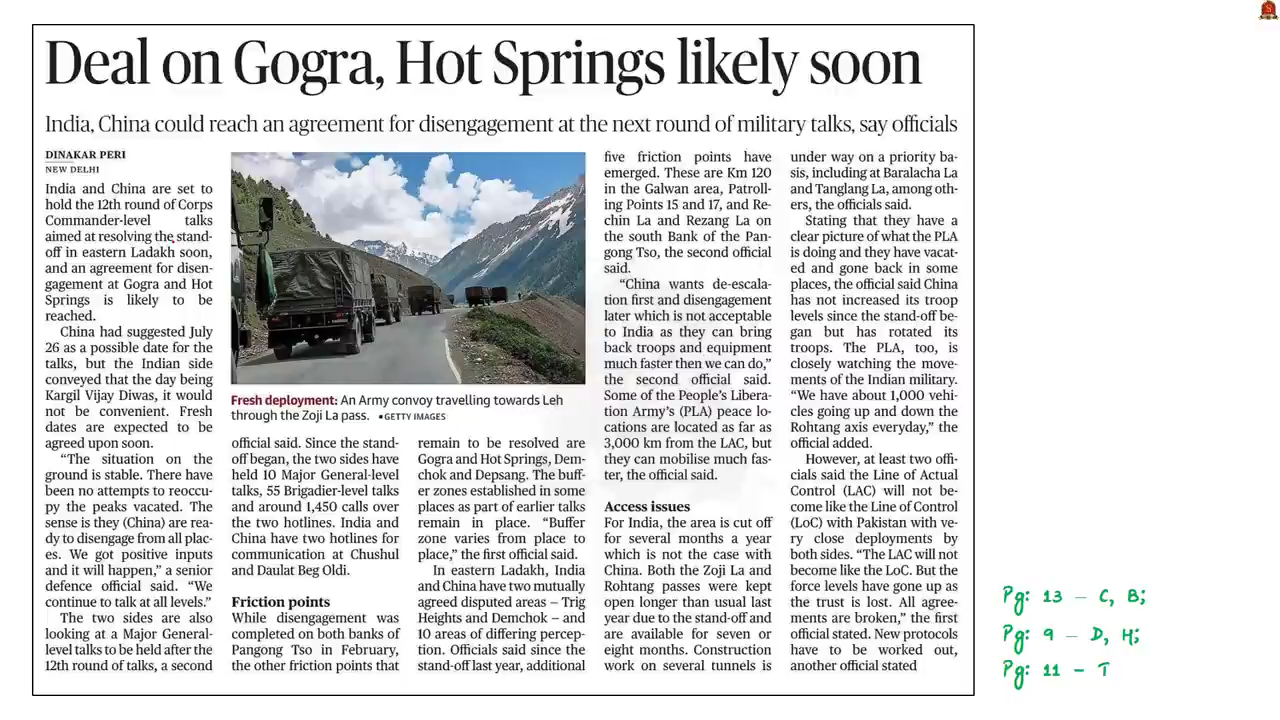 Deal on Gogra, Hot Springs likely soon
India, China could reach an agreement for disengagement at the next round of military talks, say officials
DINAKAR PERI
NEW DELHI
India and China are set to
hold the 12th round of Corps
Commander-level talks
aimed at resolving the stand-
off in eastern Ladakh soon,
and an agreement for disen-
gagement at Gogra and Hot
Springs is likely to be
reached.
China had suggested July
26 as a possible date for the
talks, but the Indian side
conveyed that the day being
Kargil Vijay Diwas, it would
not be convenient. Fresh
dates are expected to be
agreed upon soon.
"The situation on the
ground is stable. There have
been no attempts to reoccu-
py the peaks vacated. The
sense is they (China) are rea-
dy to disengage from all plac-
es. We got positive inputs
and it will happen," a senior
defence official said. "We
continue to talk at all levels."
The two sides are also
looking at a Major General-
level talks to be held after the
12th round of talks, a second
Fresh deployment: An Army convoy travelling towards Leh
through the Zoji La pass. •GETTY IMAGES
official said. Since the stand-
off began, the two sides have
held 10 Major General-level
talks, 55 Brigadier-level talks
and around 1,450 calls over
the two hotlines. India and
China have two hotlines for
communication at Chushul
and Daulat Beg Oldi.
Friction points
While disengagement was
completed on both banks of
Pangong Tso in February,
the other friction points that
remain to be resolved are
Gogra and Hot Springs, Dem-
chok and Depsang. The buff-
er zones established in some
places as part of earlier talks
remain in place. "Buffer
zone varies from place to
place," the first official said.
In eastern Ladakh, India
and China have two mutually
agreed disputed areas – Trig
Heights and Demchok – and
10 areas of differing percep-
tion. Officials said since the
stand-off last year, additional
five friction points have
emerged. These are Km 120
in the Galwan area, Patroll-
ing Points 15 and 17, and Re-
chin La and Rezang La on
the south Bank of the Pan-
gong Tso, the second official
said.
"China wants de-escala-
tion first and disengagement
later which is not acceptable
to India as they can bring
back troops and equipment
much faster then we can do,"
the second official said.
Some of the People's Libera-
tion Army's (PLA) peace lo-
cations are located as far as
3,000 km from the LAC, but
they can mobilise much fas-
ter, the official said.
Access issues
For India, the area is cut off
for several months a year
which is not the case with
China. Both the Zoji La and
Rohtang passes were kept
open longer than usual last
year due to the stand-off and
are available for seven or
eight months. Construction
work on several tunnels is
under way on a priority ba-
sis, including at Baralacha La
and Tanglang La, among oth-
ers, the officials said.
Stating that they have a
clear picture of what the PLA
is doing and they have vacat-
ed and gone back in some
places, the official said China
has not increased its troop
levels since the stand-off be-
gan but has rotated its
troops. The PLA, too, is
closely watching the move-
ments of the Indian military.
"We have about 1,000 vehi-
cles going up and down the
Rohtang axis everyday," the
official added.
However, at least two offi-
cials said the Line of Actual
Control (LAC) will not be-
come like the Line of Control
(LoC) with Pakistan with ve-
ry close deployments by
both sides. "The LAC will not
become like the LoC. But the
force levels have gone up as
the trust is lost. All agree-
ments are broken," the first
official stated. New protocols
have to be worked out,
another official stated
Pg: 13 – C, B;
Pg: 9 – D, H;
Pg: 11 – T